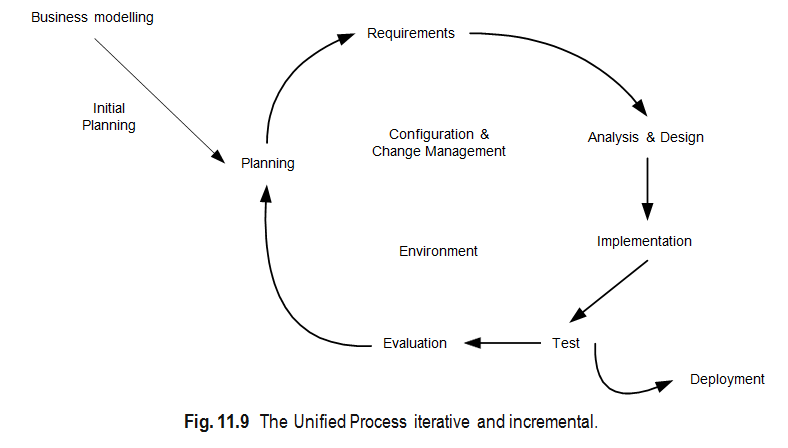 Business modelling
Requirements
Initial
Planning
Configuration &
Change Management
Analysis & Design
Planning
Implementation
Environment
Evaluation
Test
Deployment
Fig. 11.9 The Unified Process iterative and incremental.